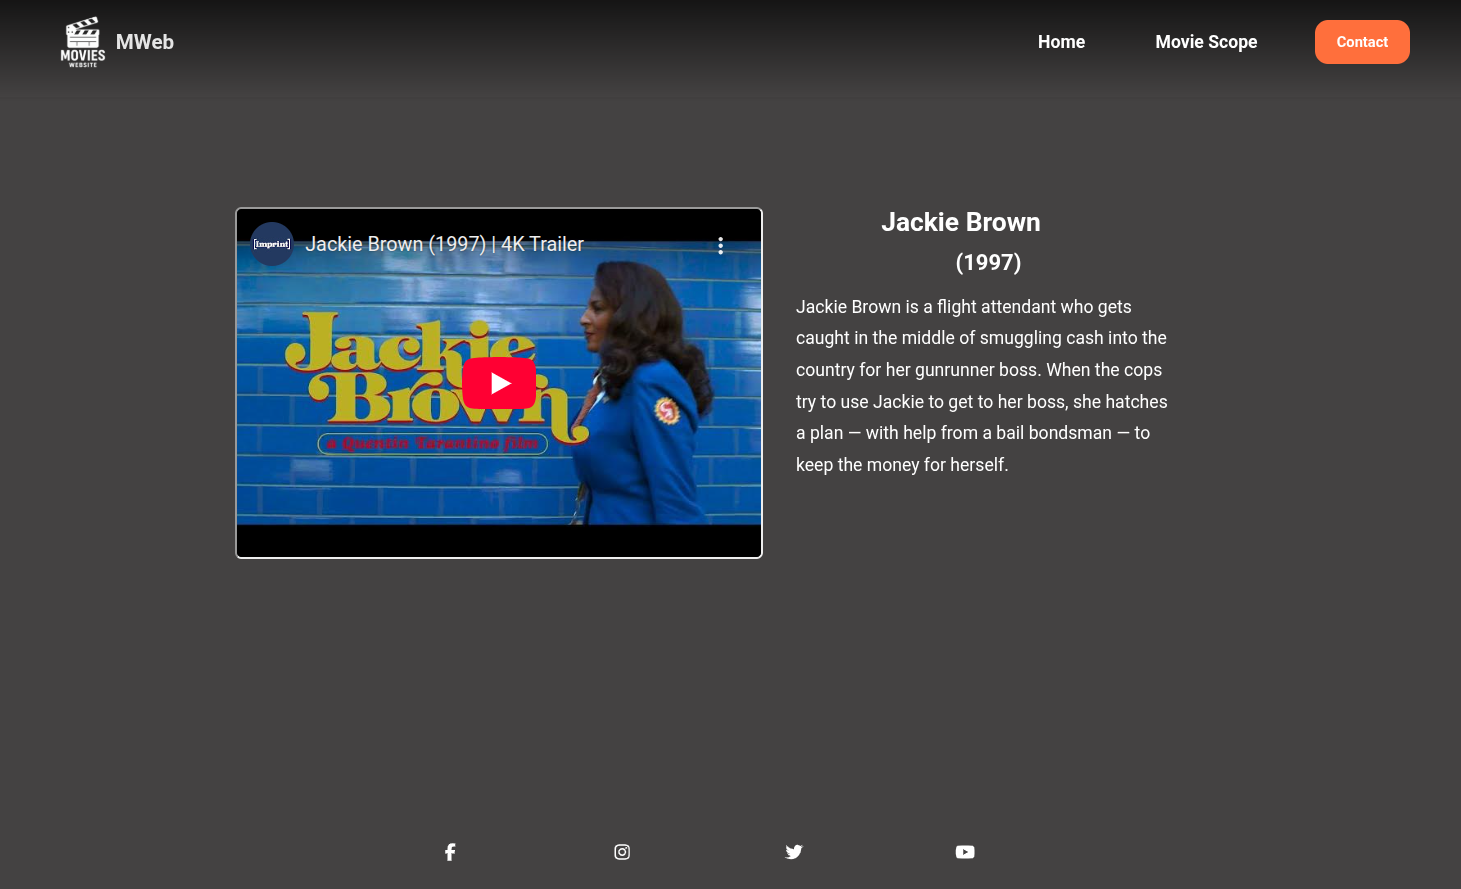 MOVIES
WEBSITE
MWeb
Home
Movie Scope
Contact
[Imprint]
Jackie Brown (1997) | 4K Trailer
Jackie
Brown
a Quentin Tarantino film
Jackie Brown
(1997)
Jackie Brown is a flight attendant who gets
caught in the middle of smuggling cash into the
country for her gunrunner boss. When the cops
try to use Jackie to get to her boss, she hatches
a plan — with help from a bail bondsman — to
keep the money for herself.